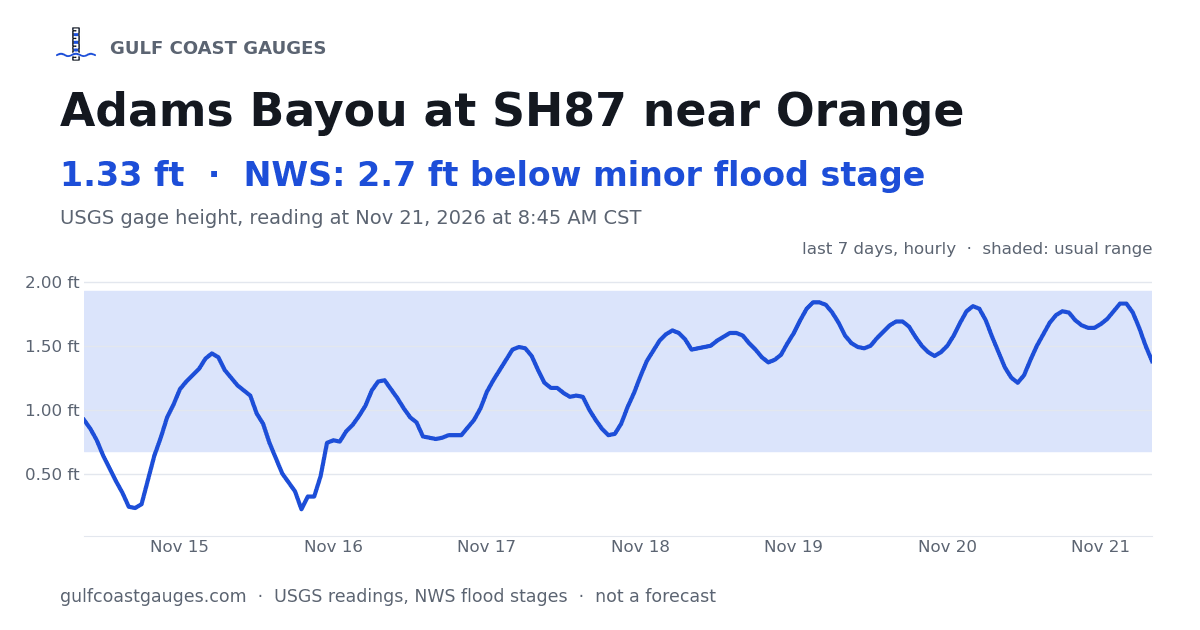 GULF COAST GAUGES
Adams Bayou at SH87 near Orange
1.33 ft · NWS: 2.7 ft below minor flood stage
USGS gage height, reading at Nov 21, 2026 at 8:45 AM CST
last 7 days, hourly · shaded: usual range
2.00 ft
1.50 ft
1.00 ft
0.50 ft
Nov 15 Nov 16 Nov 17 Nov 18 Nov 19 Nov 20 Nov 21
gulfcoastgauges.com · USGS readings, NWS flood stages · not a forecast